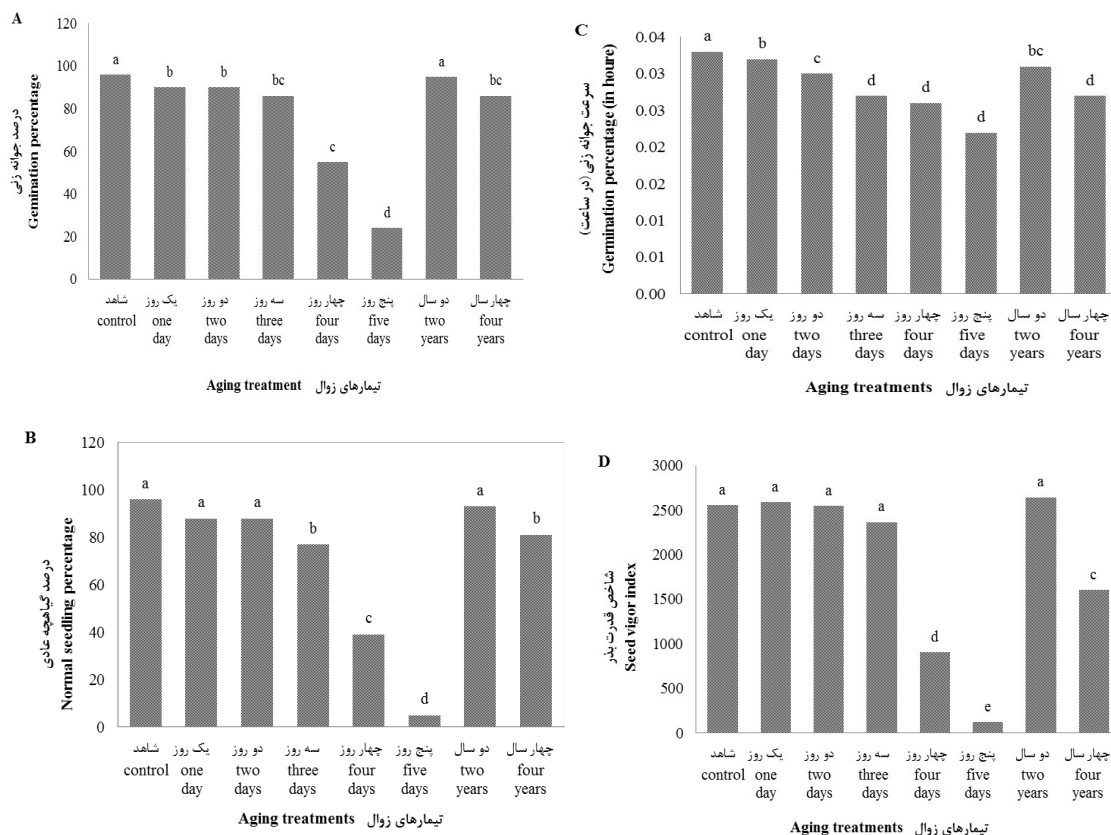 A
درصد جوانه زنی
Gemination percentage
120
100
80
60
40
20
0
a b b bc c d a bc
شاهد یک روز دو روز سه روز چهار روز پنج روز دو سال چهار سال
control one two three four five two four
day days days days days years years
Aging treatment تیمارهای زوال
C
سرعت جوانه زنی (در ساعت)
Germination percentage (in houre)
0.04
0.03
0.03
0.02
0.02
0.01
0.01
0.00
a b c d d d bc d
شاهد یک روز دو روز سه روز چهار روز پنج روز دو سال چهار سال
control one two three four five two four
day days days days days years years
Aging treatments تیمارهای زوال
B
درصد گیاهچه عادی
Normal seedling percentage
120
100
80
60
40
20
0
a a a b c d a b
شاهد یک روز دو روز سه روز چهار روز پنج روز دو سال چهار سال
control one two three four five two four
day days days days days years years
Aging treatments تیمارهای زوال
D
شاخص قدرت بذر
Seed vigor index
3000
2500
2000
1500
1000
500
0
a a a a d e a c
شاهد یک روز دو روز سه روز چهار روز پنج روز دو سال چهار سال
control one two three four five two four
day days days days days years years
Aging treatments تیمارهای زوال